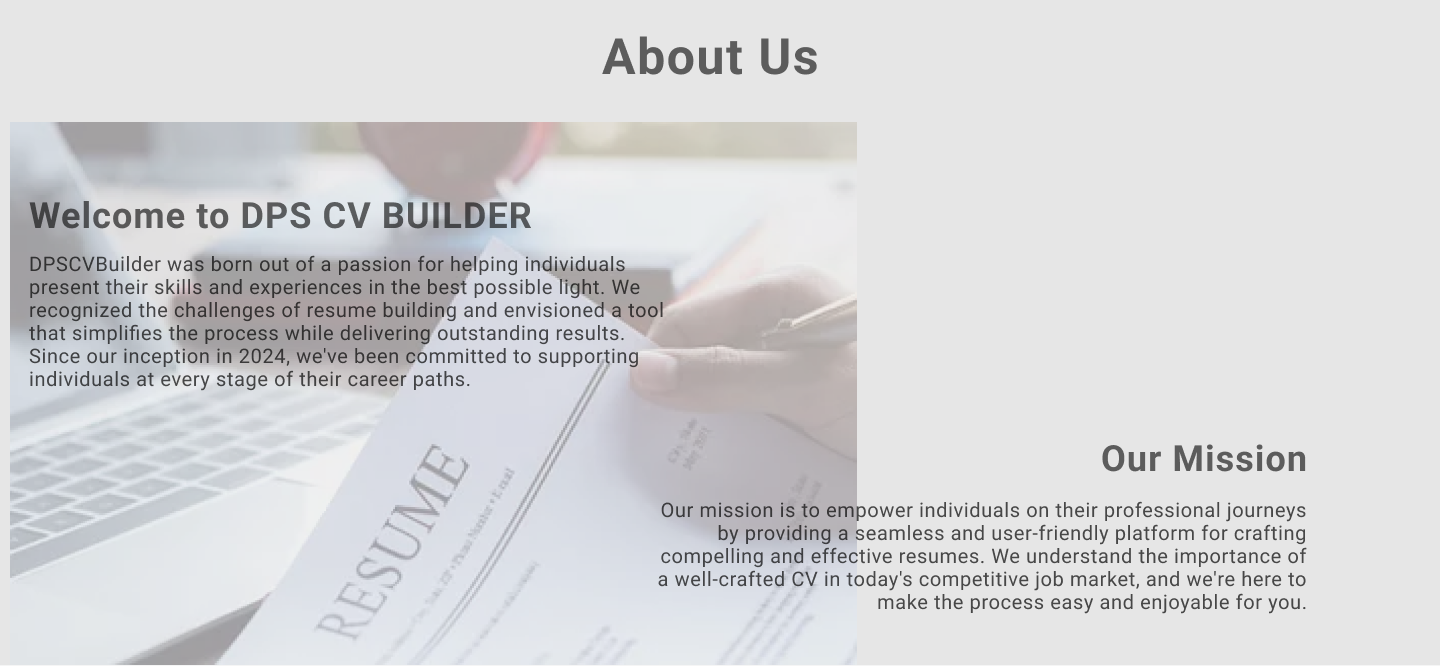 About Us
Welcome to DPS CV BUILDER
DPSCVBuilder was born out of a passion for helping individuals
present their skills and experiences in the best possible light. We
recognized the challenges of resume building and envisioned a tool
that simplifies the process while delivering outstanding results.
Since our inception in 2024, we've been committed to supporting
individuals at every stage of their career paths.
RESUME
Our Mission
Our mission is to empower individuals on their professional journeys
by providing a seamless and user-friendly platform for crafting
compelling and effective resumes. We understand the importance of
a well-crafted CV in today's competitive job market, and we're here to
make the process easy and enjoyable for you.